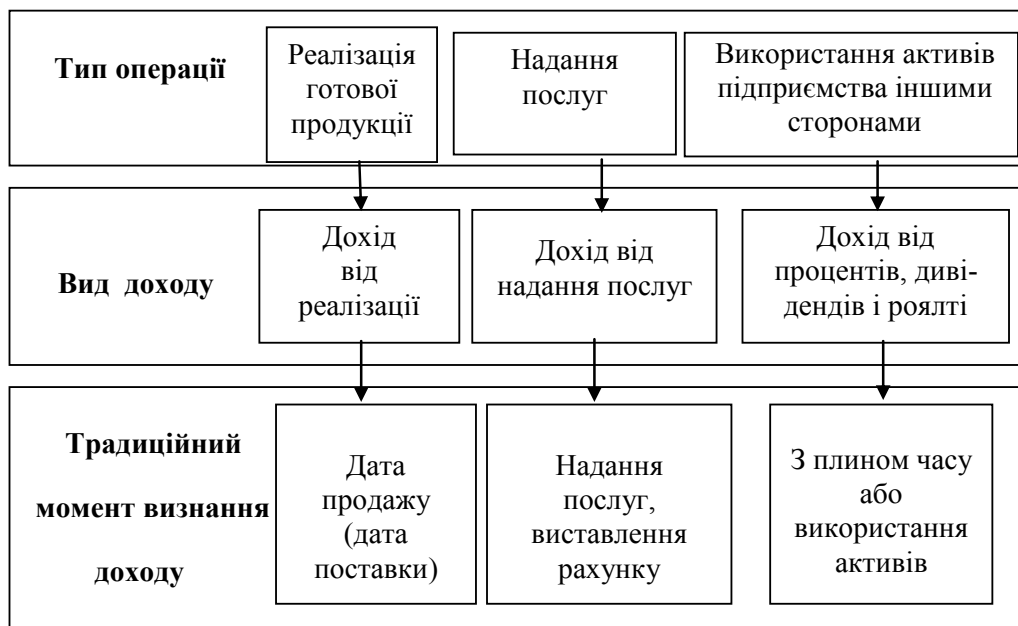 Тип операції
Реалізація
готової
продукції
Надання
послуг
Використання активів
підприємства іншими
сторонами
Вид доходу
Дохід
від
реалізації
Дохід від
надання послуг
Дохід від
процентів, диві-
дендів і роялті
Традиційний
момент визнання
доходу
Дата
продажу
(дата
поставки)
Надання
послуг,
виставлення
рахунку
З плином часу
або
використання
активів